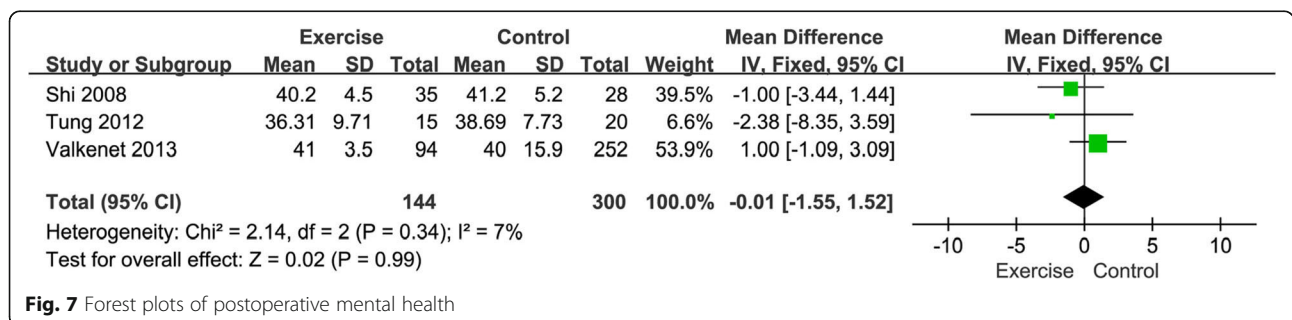 Exercise Control Mean Difference Mean Difference
Study or Subgroup Mean SD Total Mean SD Total Weight IV, Fixed, 95% CI IV, Fixed, 95% CI
Shi 2008 40.2 4.5 35 41.2 5.2 28 39.5% -1.00 [-3.44, 1.44]
Tung 2012 36.31 9.71 15 38.69 7.73 20 6.6% -2.38 [-8.35, 3.59]
Valkenet 2013 41 3.5 94 40 15.9 252 53.9% 1.00 [-1.09, 3.09]
Total (95% CI) 144 300 100.0% -0.01 [-1.55, 1.52]
Heterogeneity: Chi² = 2.14, df = 2 (P = 0.34); I² = 7%
Test for overall effect: Z = 0.02 (P = 0.99)
-10 -5 0 5 10
Exercise Control
Fig. 7 Forest plots of postoperative mental health